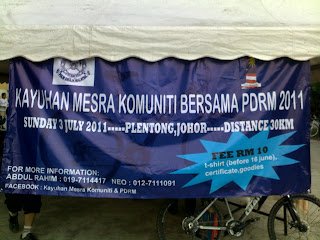 KAYUHAN MESRA KOMUNITI BERSAMA PDRM 2011
SUNDAY 3 JULY 2011-----PLENTONG,JOHOR-----DISTANCE 30KM
FEE RM 10
t-shirt (before 18 june),
certificate,goodies
FOR MORE INFORMATION:
ABDUL RAHIM : 019-7114417 NEO : 012-7111091
FACEBOOK : Kayuhan Mesra Komuniti & PDRM